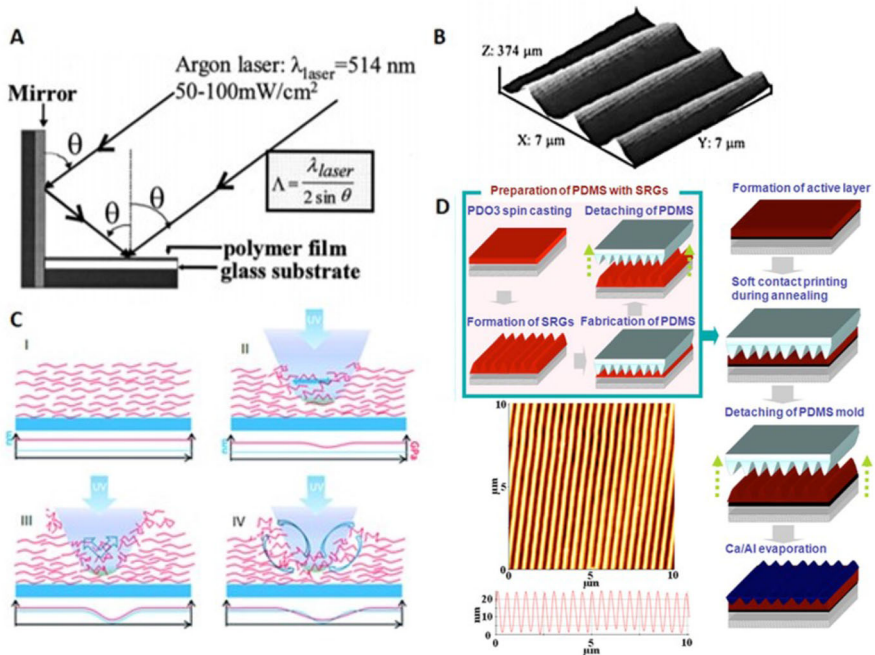 A
Argon laser: λlaser=514 nm
50-100mW/cm²
Mirror
θ
θ
θ
Λ = λlaser / 2 sin θ
polymer film
glass substrate
B
Z: 374 µm
X: 7 µm
Y: 7 µm
C
I
II
UV
nm
GPa
III
UV
IV
UV
D
Preparation of PDMS with SRGs
PDO3 spin casting
Detaching of PDMS
Formation of SRGs
Fabrication of PDMS
Formation of active layer
Soft contact printing
during annealing
Detaching of PDMS mold
Ca/Al evaporation
10
µm
5
0
0
5
10
µm
20
nm
0
0
5
10
µm